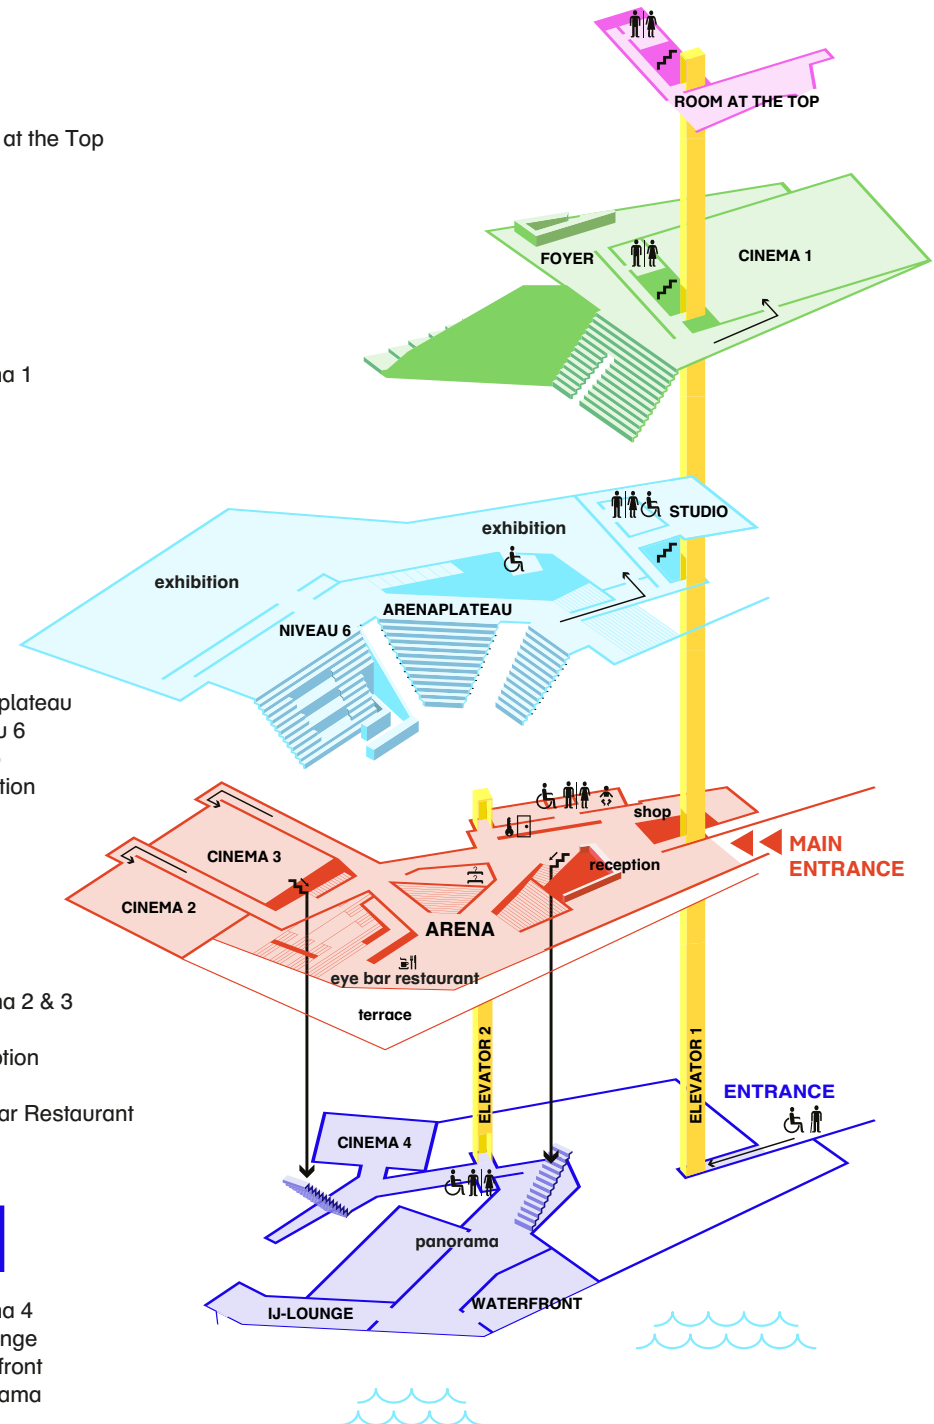 ROOM AT THE TOP
at the Top
FOYER
CINEMA 1
a 1
STUDIO
exhibition
exhibition
ARENAPLATEAU
NIVEAU 6
plateau
u 6
tion
shop
MAIN
ENTRANCE
reception
CINEMA 3
CINEMA 2
ARENA
eye bar restaurant
terrace
a 2 & 3
tion
ar Restaurant
ELEVATOR 2
ELEVATOR 1
ENTRANCE
CINEMA 4
panorama
WATERFRONT
IJ-LOUNGE
a 4
nge
front
ama